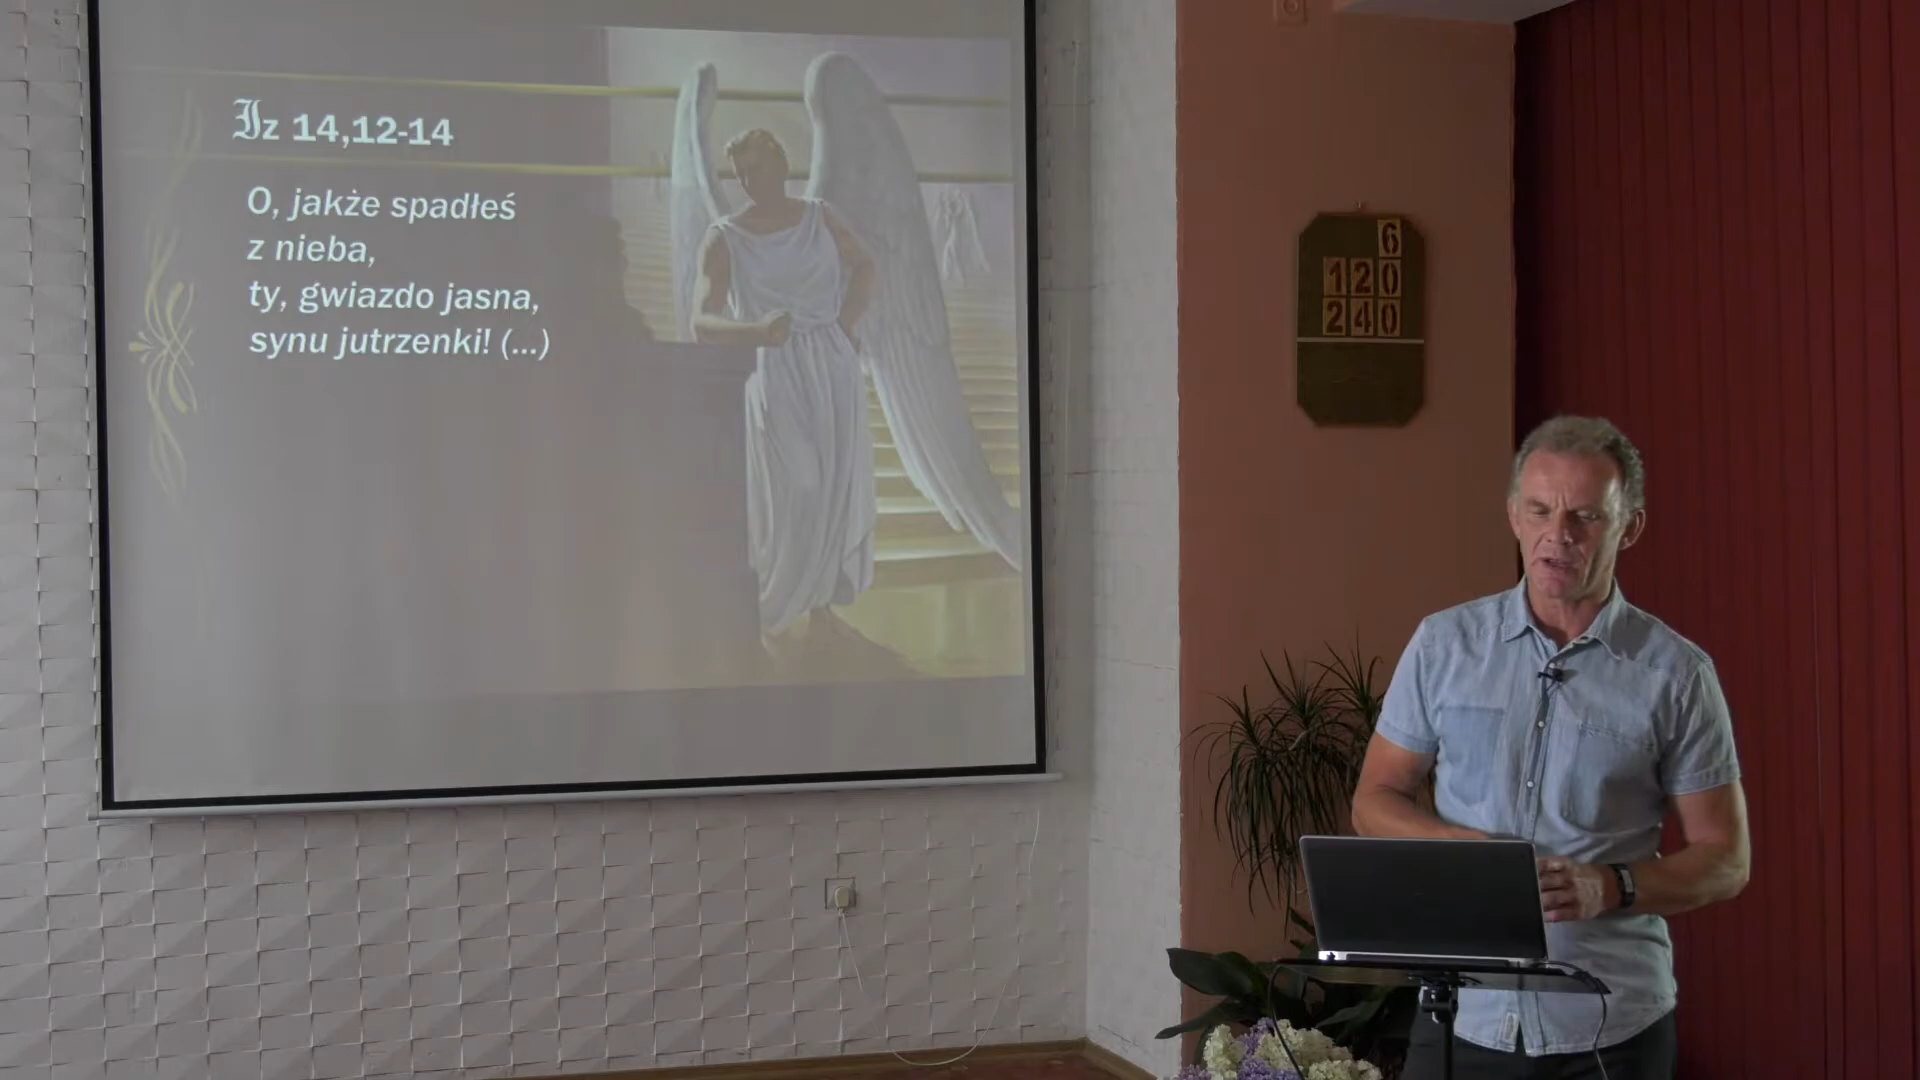 Iz 14,12-14
O, jakże spadłeś
z nieba,
ty, gwiazdo jasna,
synu jutrzenki! (...)
6
120
240